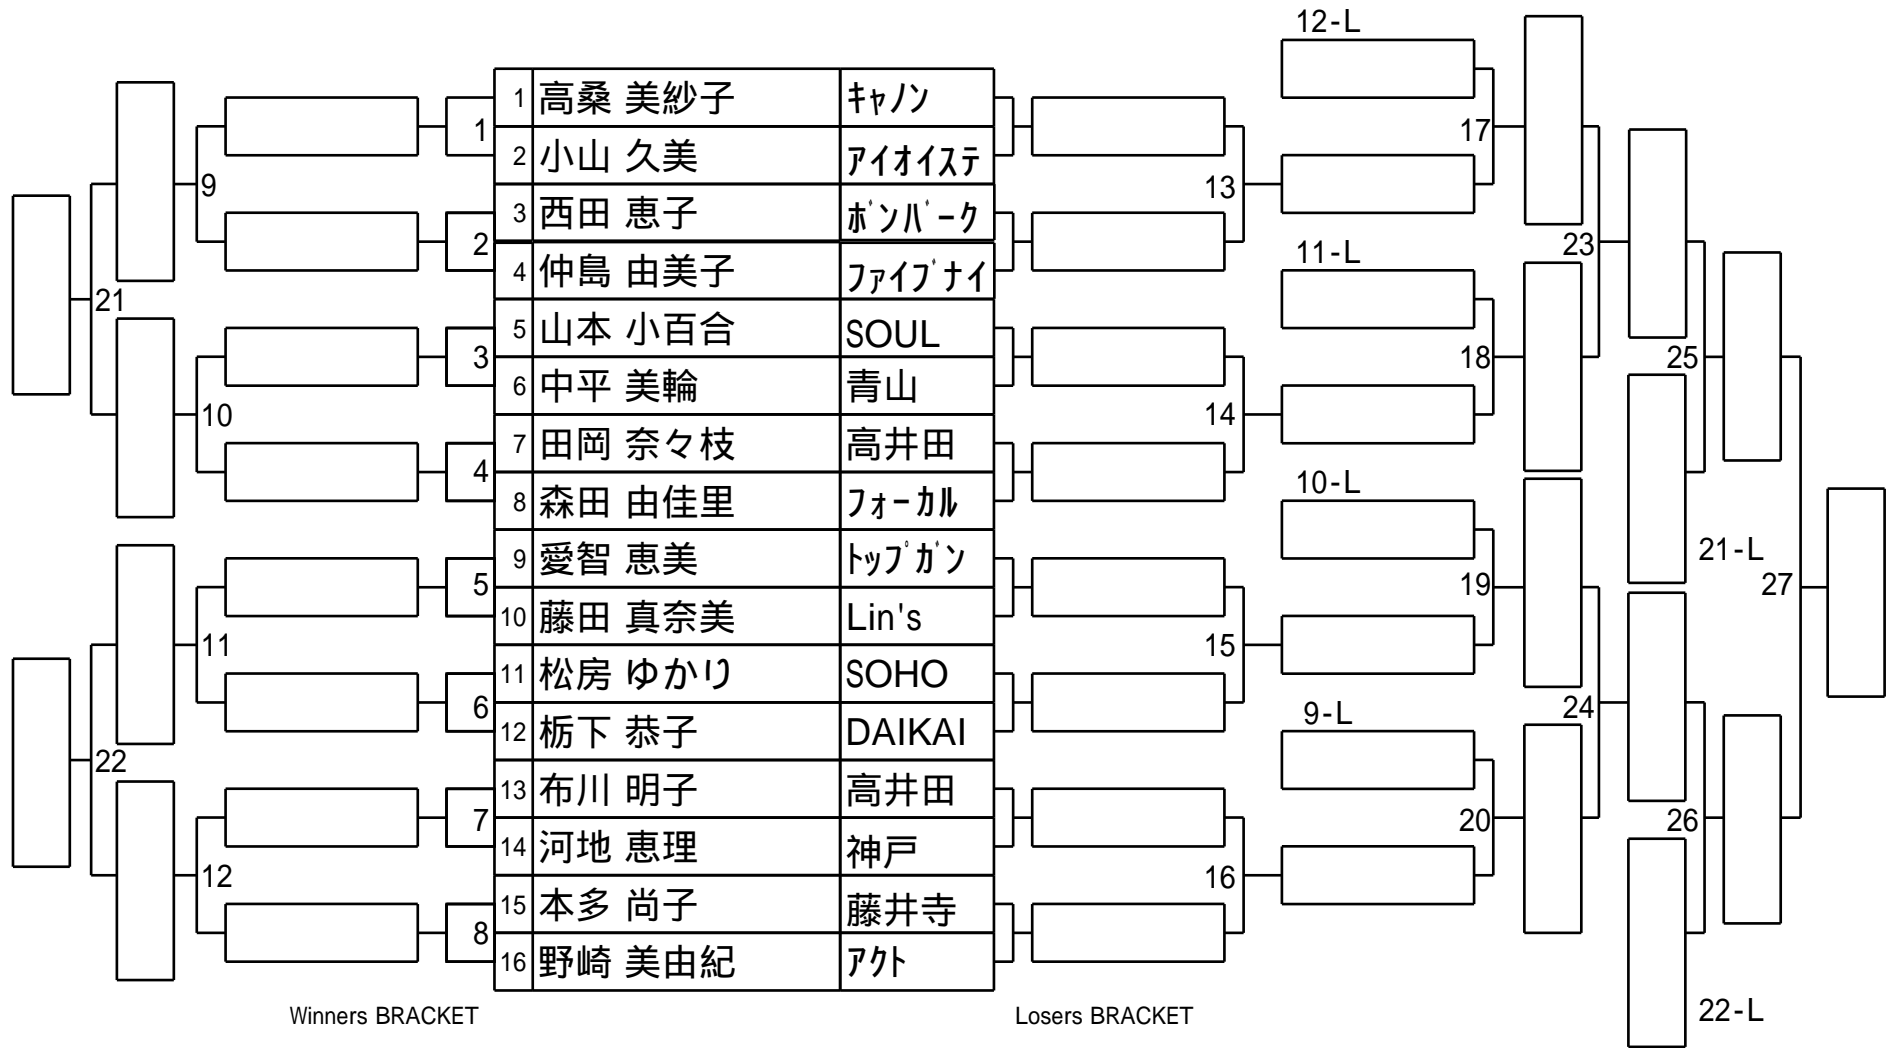 12-L
1 高桑 美紗子 キャノン
1
17
2 小山 久美 アイオイステ
9
13
3 西田 恵子 ボンバーク
2
11-L
23
4 仲島 由美子 ファイブナイ
21
5 山本 小百合 SOUL
3
18
25
6 中平 美輪 青山
10
14
7 田岡 奈々枝 高井田
4
10-L
8 森田 由佳里 フォーカル
9 愛智 恵美 トップガン
21-L
5
19
27
10 藤田 真奈美 Lin's
11
15
11 松房 ゆかり SOHO
6
9-L
24
12 栃下 恭子 DAIKAI
22
13 布川 明子 高井田
7
20
26
14 河地 恵理 神戸
12
16
15 本多 尚子 藤井寺
8
16 野崎 美由紀 アクト
22-L
Winners BRACKET
Losers BRACKET